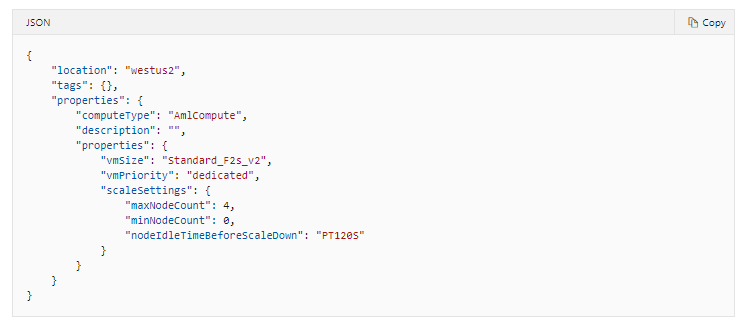 JSON
Copy
{
    "location": "westus2",
    "tags": {},
    "properties": {
        "computeType": "AmlCompute",
        "description": "",
        "properties": {
            "vmSize": "Standard_F2s_v2",
            "vmPriority": "dedicated",
            "scaleSettings": {
                "maxNodeCount": 4,
                "minNodeCount": 0,
                "nodeIdleTimeBeforeScaleDown": "PT120S"
            }
        }
    }
}